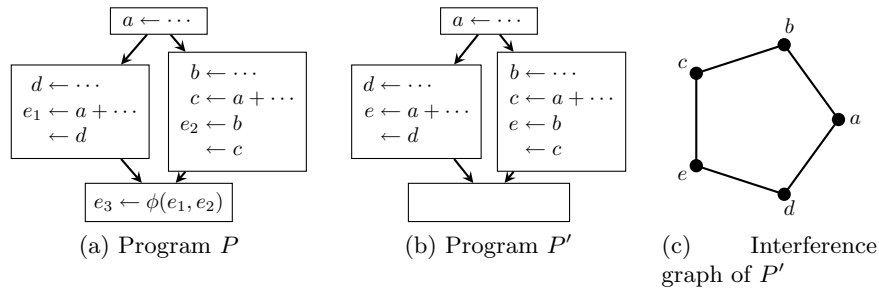 a ← ⋯
d ← ⋯
e₁ ← a + ⋯
← d
b ← ⋯
c ← a + ⋯
e₂ ← b
← c
e₃ ← ϕ(e₁, e₂)
(a) Program P
a ← ⋯
d ← ⋯
e ← a + ⋯
← d
b ← ⋯
c ← a + ⋯
e ← b
← c
(b) Program P′
b
c
a
e
d
(c) Interference
graph of P′